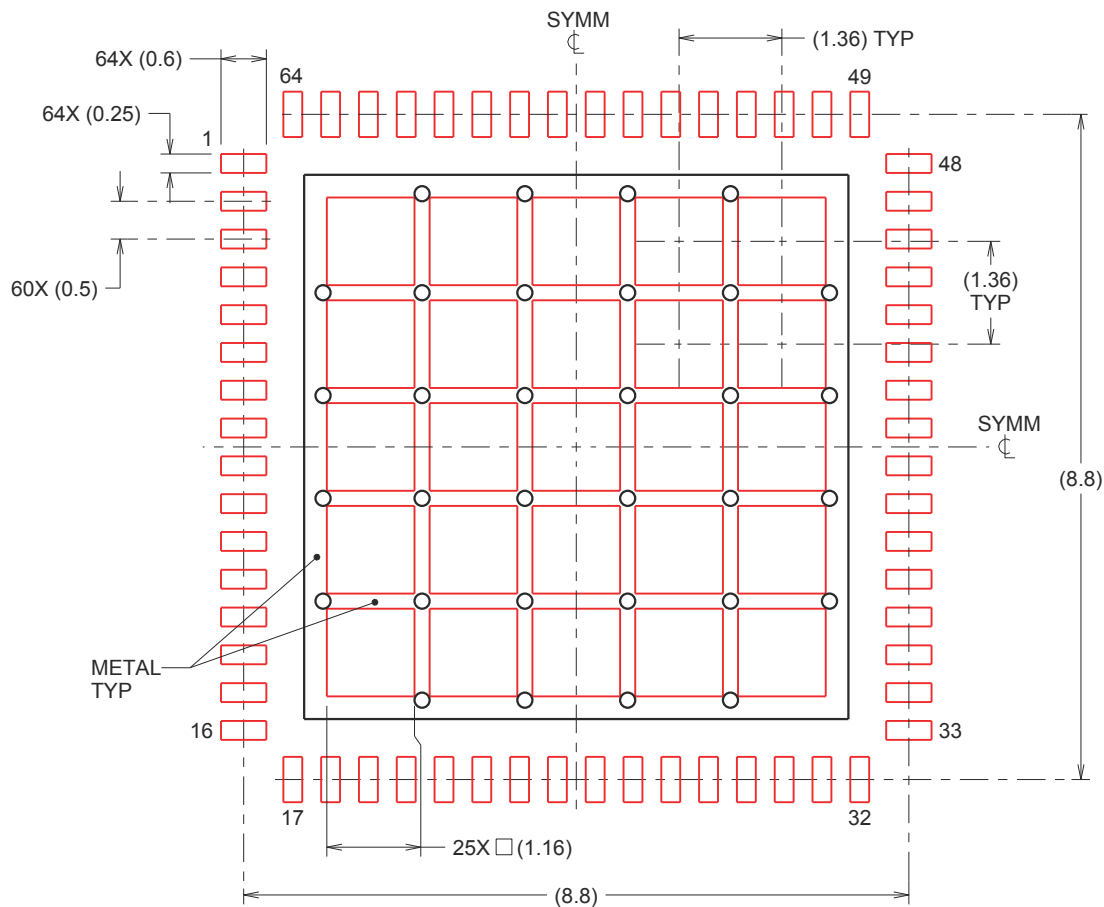 SYMM
℄
(1.36) TYP
64X (0.6)
64
49
64X (0.25)
1
48
60X (0.5)
(1.36)
TYP
SYMM
℄
(8.8)
METAL
TYP
16
33
17
32
25X □ (1.16)
(8.8)